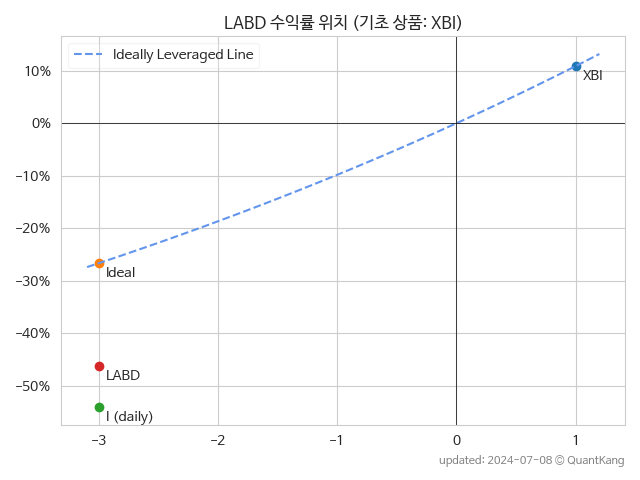 LABD 수익률 위치 (기초 상품: XBI)
Ideally Leveraged Line
10%
0%
−10%
−20%
−30%
−40%
−50%
XBI
Ideal
LABD
I (daily)
−3
−2
−1
0
1
updated: 2024-07-08 © QuantKang